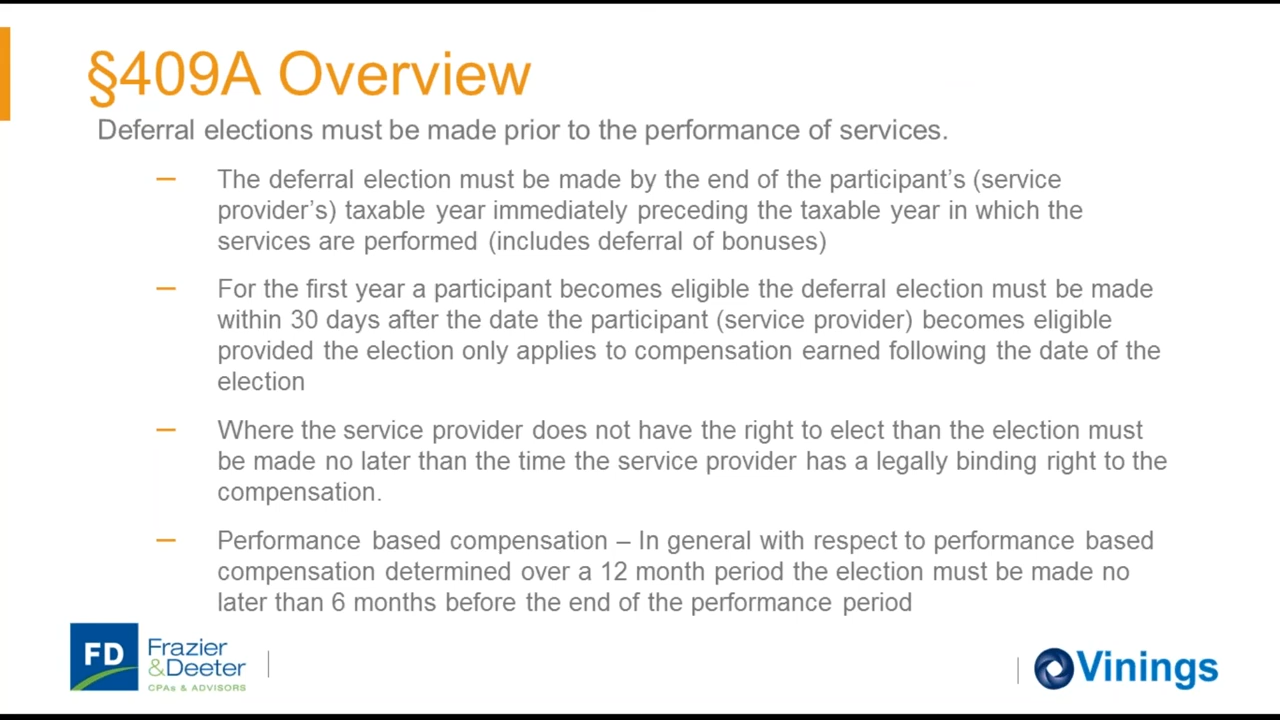 §409A Overview
Deferral elections must be made prior to the performance of services.
– The deferral election must be made by the end of the participant’s (service
provider’s) taxable year immediately preceding the taxable year in which the
services are performed (includes deferral of bonuses)
– For the first year a participant becomes eligible the deferral election must be made
within 30 days after the date the participant (service provider) becomes eligible
provided the election only applies to compensation earned following the date of the
election
– Where the service provider does not have the right to elect than the election must
be made no later than the time the service provider has a legally binding right to the
compensation.
– Performance based compensation – In general with respect to performance based
compensation determined over a 12 month period the election must be made no
later than 6 months before the end of the performance period
FD
Frazier
&Deeter
CPAs & ADVISORS
Vinings